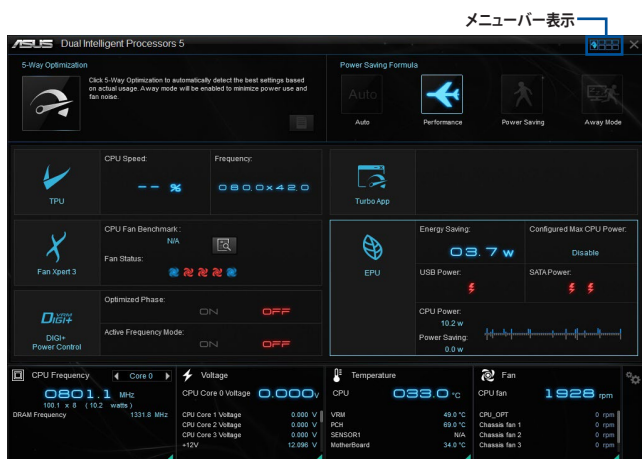 メニューバー表示
ASUS Dual Intelligent Processors 5
5-Way Optimization
Click 5-Way Optimization to automatically detect the best settings based
on actual usage. Away mode will be enabled to minimize power use and
fan noise.
Power Saving Formula
Auto
Auto
Performance
Power Saving
Away Mode
TPU
CPU Speed:
-- %
Frequency:
080.0x42.0
Turbo App
Fan Xpert 3
CPU Fan Benchmark :
N/A
Fan Status:
EPU
Energy Saving:
03.7 w
Configured Max CPU Power:
Disable
USB Power:
SATA Power:
CPU Power:
10.2 w
Power Saving:
0.0 w
DIGI+ VRM
DIGI+
Power Control
Optimized Phase:
ON OFF
Active Frequency Mode:
ON OFF
CPU Frequency
Core 0
0801.1 MHz
100.1 x 8 (10.2 watts )
DRAM Frequency 1331.8 MHz
Voltage
CPU Core 0 Voltage 0.000v
CPU Core 1 Voltage 0.000 V
CPU Core 2 Voltage 0.000 V
CPU Core 3 Voltage 0.000 V
+12V 12.096 V
Temperature
CPU 033.0 °C
VRM 49.0 °C
PCH 69.0 °C
SENSOR1 N/A
MotherBoard 34.0 °C
Fan
CPU fan 1928 rpm
CPU_OPT 0 rpm
Chassis fan 1 0 rpm
Chassis fan 2 0 rpm
Chassis fan 3 0 rpm